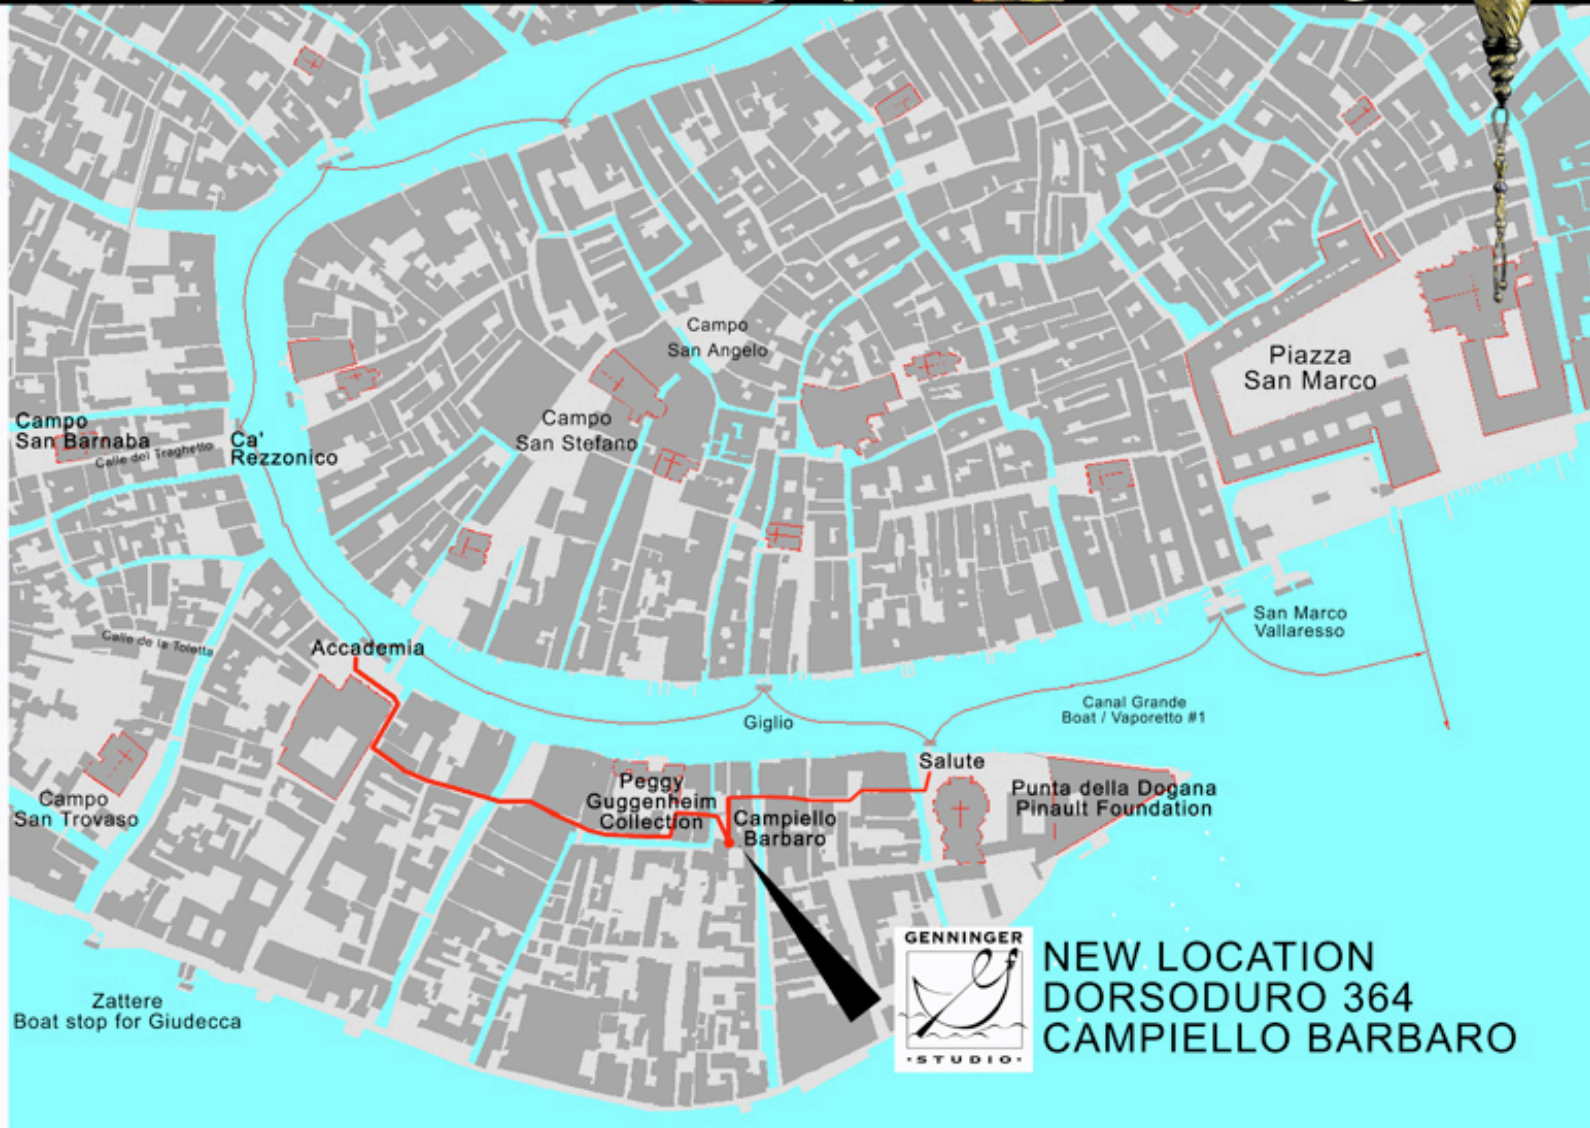 Campo
San Angelo
Piazza
San Marco
Campo
San Stefano
Campo
San Barnaba
Calle del Traghetto
Ca'
Rezzonico
San Marco
Vallaresso
Calle de la Toletta
Accademia
Canal Grande
Boat / Vaporetto #1
Giglio
Salute
Peggy
Guggenheim
Collection
Punta della Dogana
Pinault Foundation
Campiello
Barbaro
Campo
San Trovaso
Zattere
Boat stop for Giudecca
GENNINGER
·STUDIO·
NEW LOCATION
DORSODURO 364
CAMPIELLO BARBARO